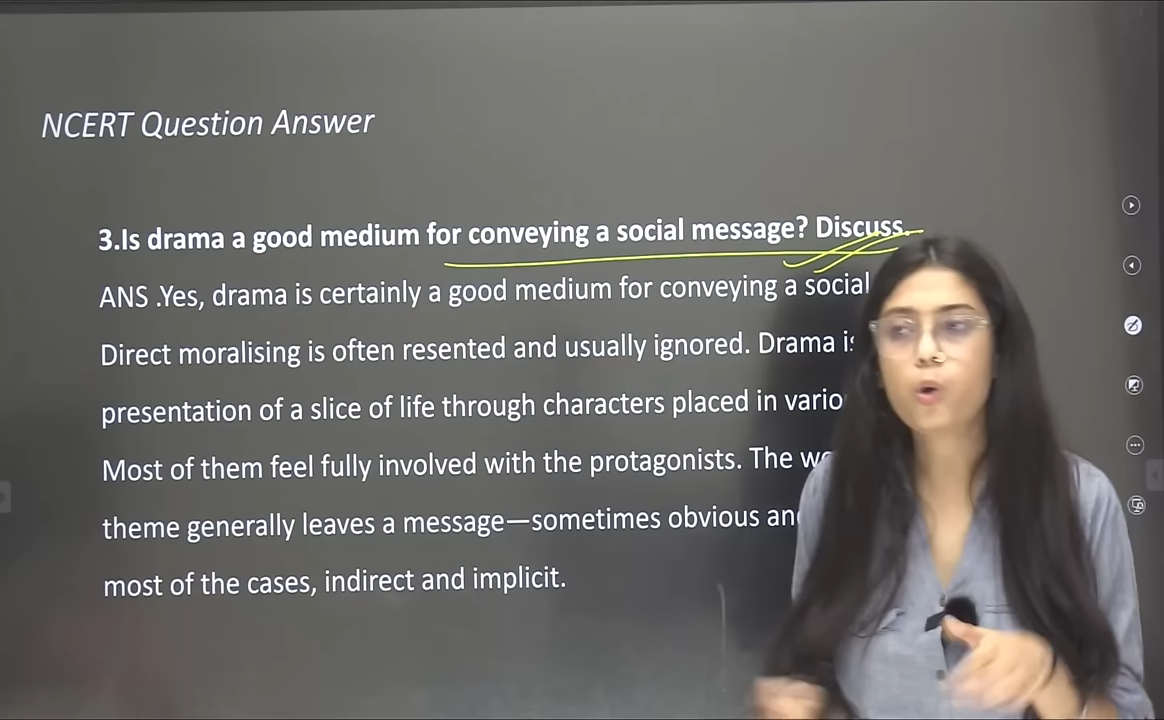 NCERT Question Answer
3.Is drama a good medium for conveying a social message? Discuss.
ANS .Yes, drama is certainly a good medium for conveying a social
Direct moralising is often resented and usually ignored. Drama is
presentation of a slice of life through characters placed in
Most of them feel fully involved with the protagonists. The
theme generally leaves a message—sometimes obvious
most of the cases, indirect and implicit.